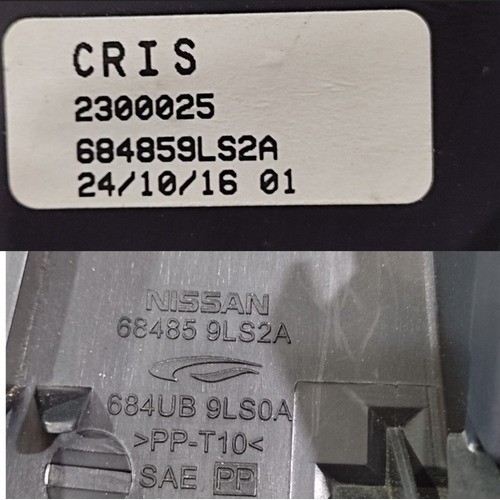 CRIS
2300025
684859LS2A
24/10/16 01
NISSAN
68485 9LS2A
684UB 9LS0A
>PP-T10<
SAE PP